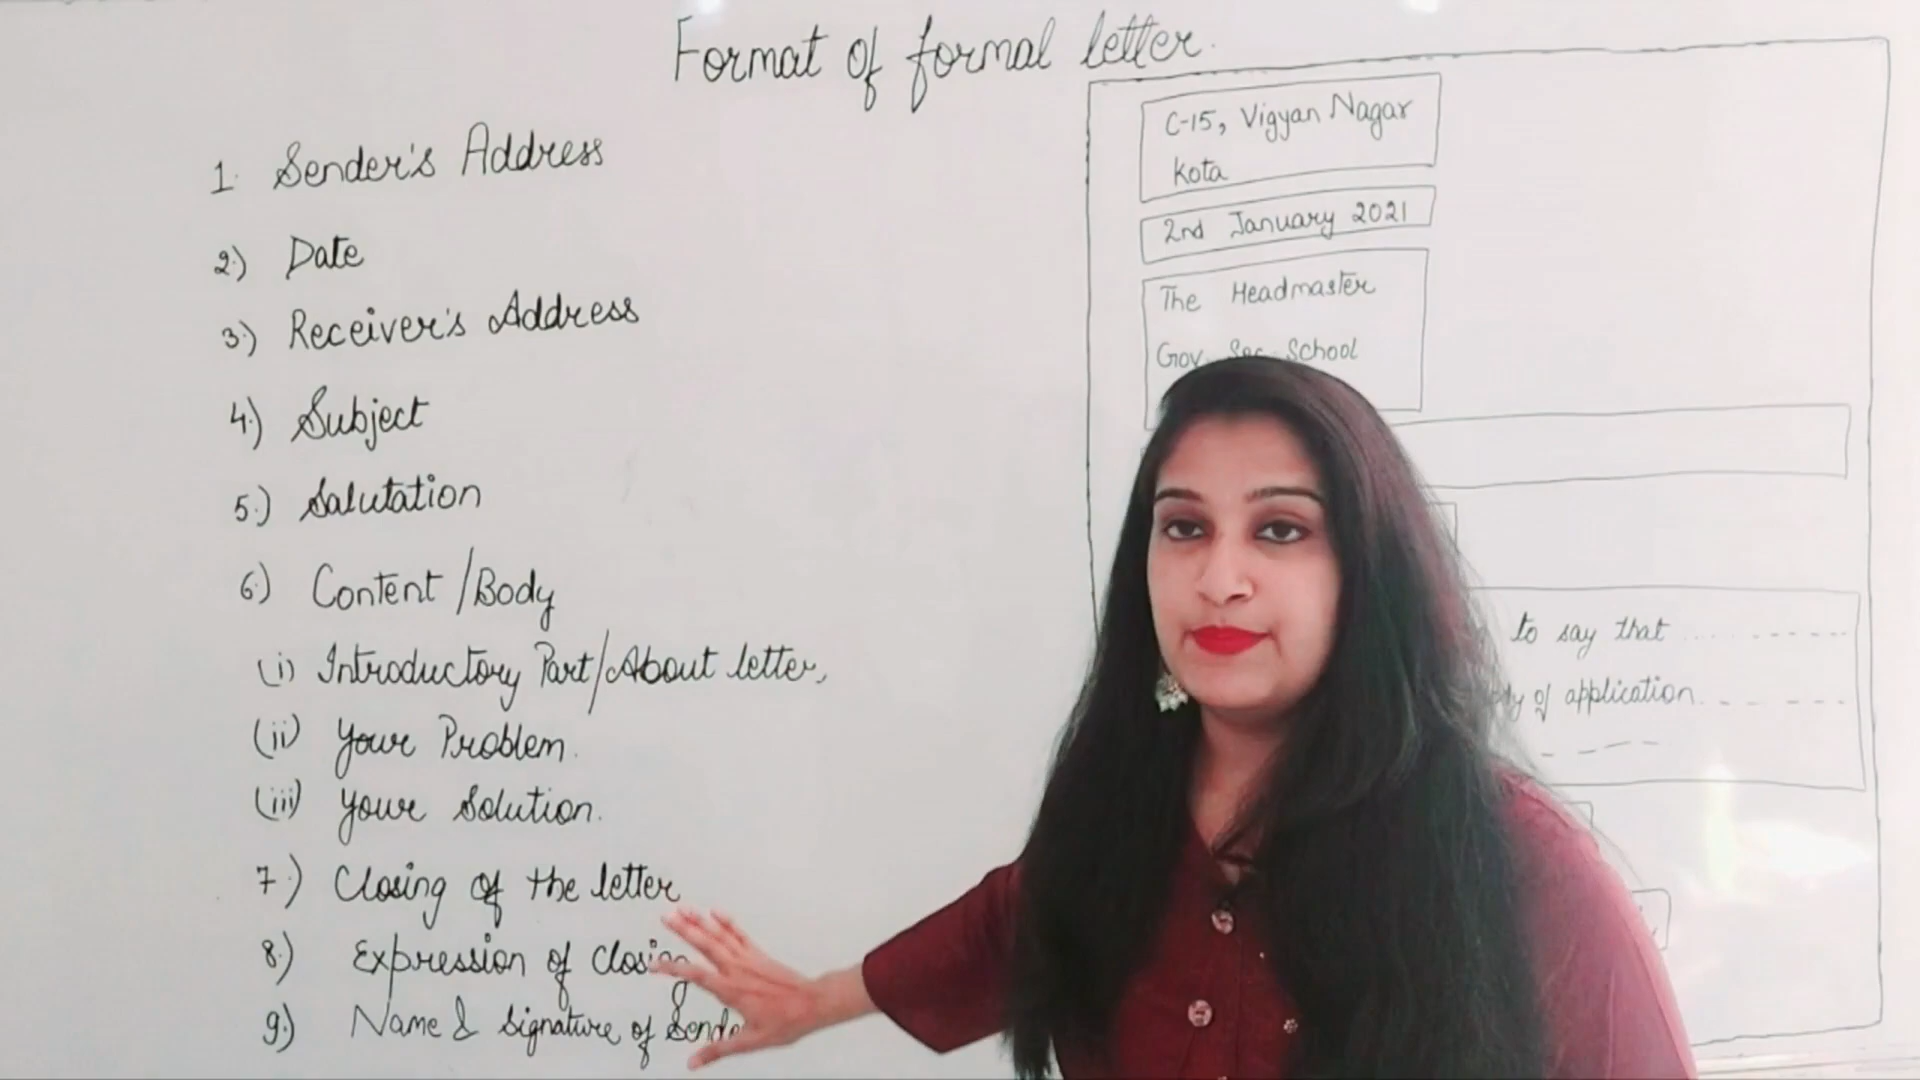 Format of formal letter.
1. Sender's Address
2.) Date
3.) Receiver's Address
4.) Subject
5.) Salutation
6.) Content/Body
(i) Introductory Part/About letter,
(ii) Your Problem.
(iii) Your Solution.
7.) Closing of the letter
8.) Expression of Closing
9.) Name & Signature of
C-15, Vigyan Nagar
Kota
2nd January 2021
The Headmaster
Gov. Sec. School
to say that ............
of application.......